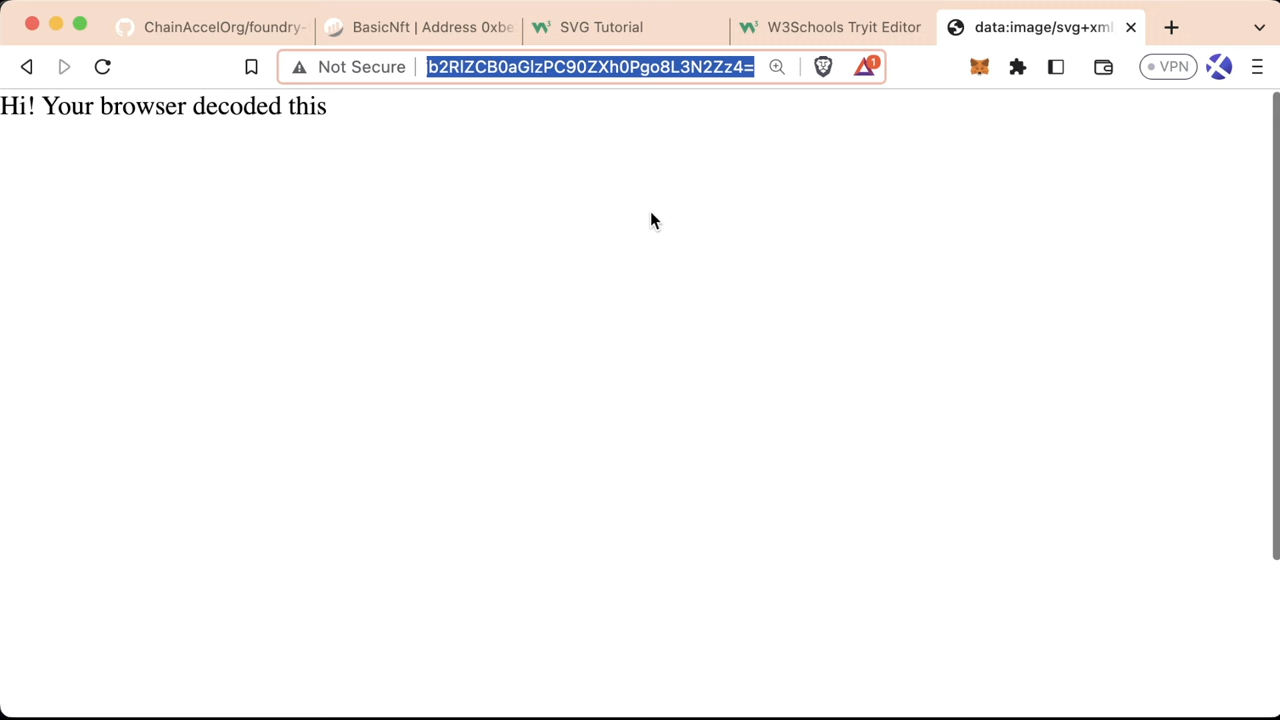 ChainAccelOrg/foundry-
BasicNft | Address 0xbe
SVG Tutorial
W3Schools Tryit Editor
data:image/svg+xml
Not Secure
b2RlZCB0aGlzPC90ZXh0Pgo8L3N2Zz4=
1
VPN
Hi! Your browser decoded this